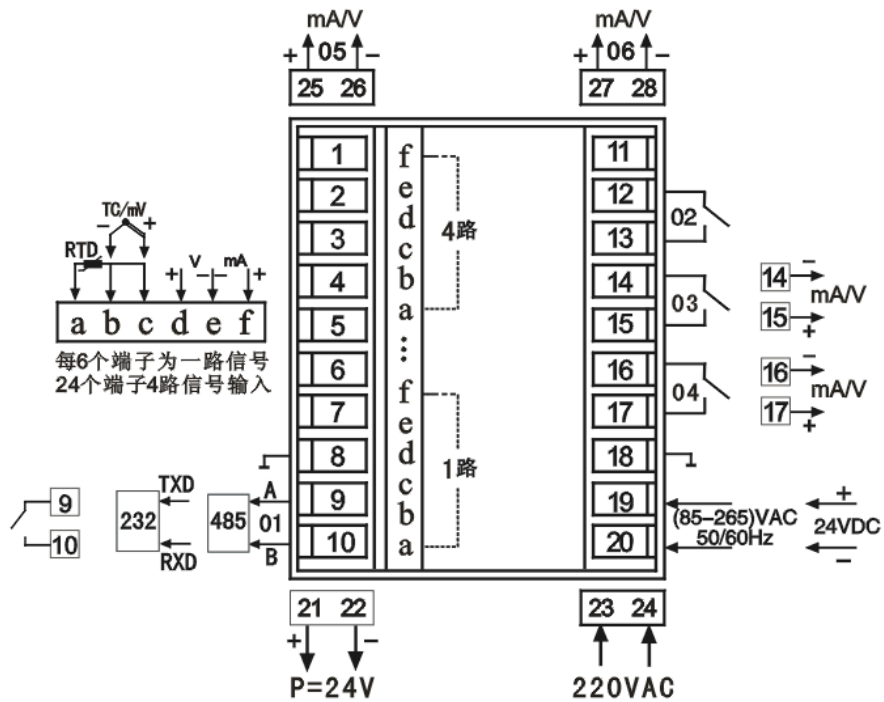 mA/V
+ 05 −
25 26
mA/V
+ 06 −
27 28
1
2
3
4
5
6
7
8
9
10
f
e
d
c
b
a
⋮
f
e
d
c
b
a
4路
1路
11
12
13
14
15
16
17
18
19
20
TC/mV
− +
RTD
+ V − − mA +
a b c d e f
每6个端子为一路信号
24个端子4路信号输入
9
10
232
TXD
RXD
485
A
01
B
02
03
04
14 −
mA/V
15 +
16 −
mA/V
17 +
(85-265)VAC
50/60Hz
+
24VDC
−
21 22
+ −
P=24V
23 24
220VAC